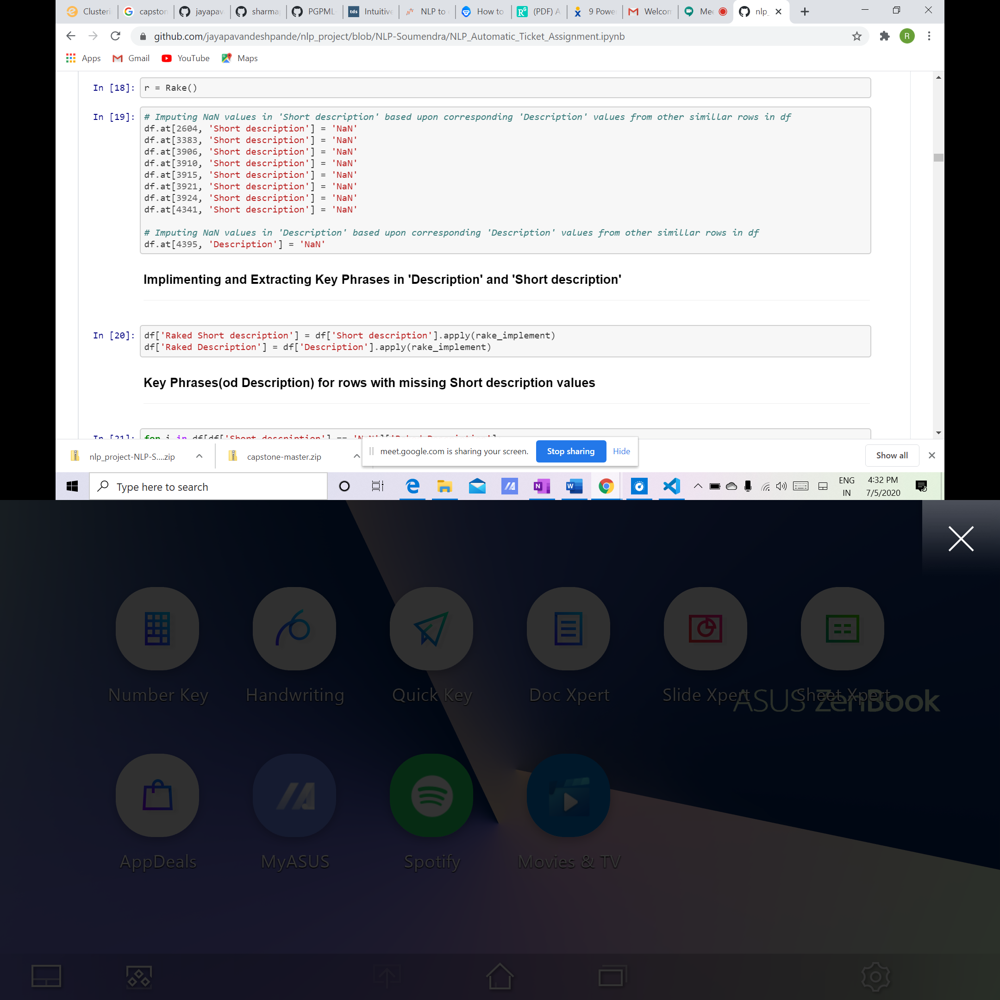 Clusteri
capston
jayapav
sharma
PGPML
tds Intuitive
NLP to
How to
(PDF) A
9 Power
Welcom
Mee
nlp_
github.com/jayapavandeshpande/nlp_project/blob/NLP-Soumendra/NLP_Automatic_Ticket_Assignment.ipynb
R
Apps Gmail YouTube Maps
In [18]: r = Rake()
In [19]: # Imputing NaN values in 'Short description' based upon corresponding 'Description' values from other simillar rows in df
df.at[2604, 'Short description'] = 'NaN'
df.at[3383, 'Short description'] = 'NaN'
df.at[3906, 'Short description'] = 'NaN'
df.at[3910, 'Short description'] = 'NaN'
df.at[3915, 'Short description'] = 'NaN'
df.at[3921, 'Short description'] = 'NaN'
df.at[3924, 'Short description'] = 'NaN'
df.at[4341, 'Short description'] = 'NaN'
# Imputing NaN values in 'Description' based upon corresponding 'Description' values from other simillar rows in df
df.at[4395, 'Description'] = 'NaN'
Implimenting and Extracting Key Phrases in 'Description' and 'Short description'
In [20]: df['Raked Short description'] = df['Short description'].apply(rake_implement)
df['Raked Description'] = df['Description'].apply(rake_implement)
Key Phrases(od Description) for rows with missing Short description values
In [21]: for i in df[df['Short description'] == 'NaN']['Raked Description']
nlp_project-NLP-S....zip
capstone-master.zip
meet.google.com is sharing your screen. Stop sharing Hide
Show all
Type here to search
ENG
IN
4:32 PM
7/5/2020
Number Key Handwriting Quick Key Doc Xpert Slide Xpert Sheet Xpert
ASUS ZenBook
AppDeals MyASUS Spotify Movies & TV